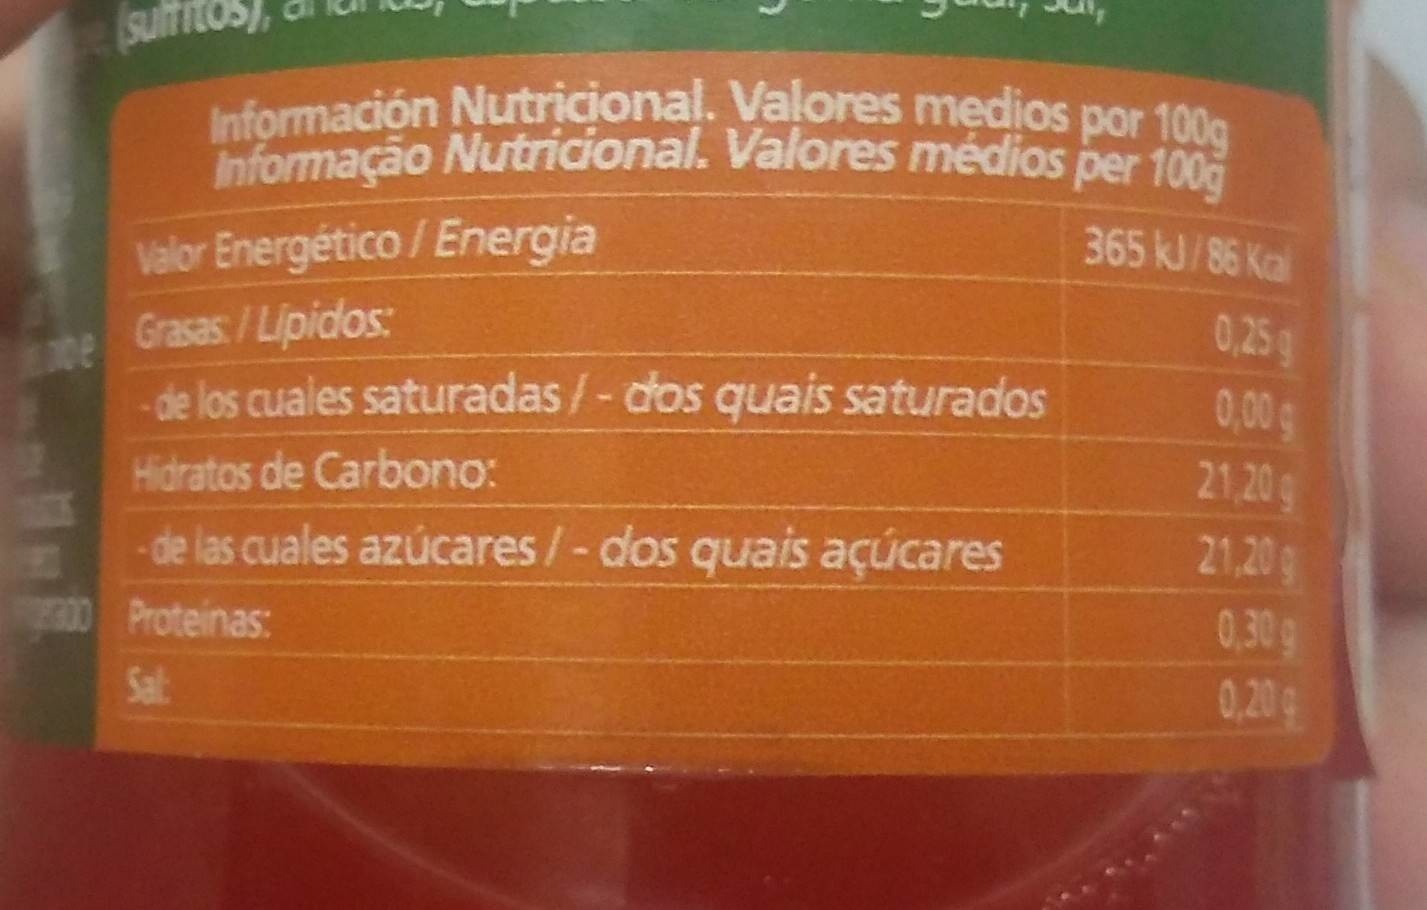 (sulfitos),
Información Nutricional. Valores medios por 100g
Informação Nutricional. Valores médios per 100g
Valor Energético / Energia 365 kJ / 86 Kcal
Grasas: / Lípidos: 0,25 g
- de los cuales saturadas / - dos quais saturados 0,00 g
Hidratos de Carbono: 21,20 g
- de las cuales azúcares / - dos quais açúcares 21,20 g
Proteínas: 0,30 g
Sal: 0,20 g